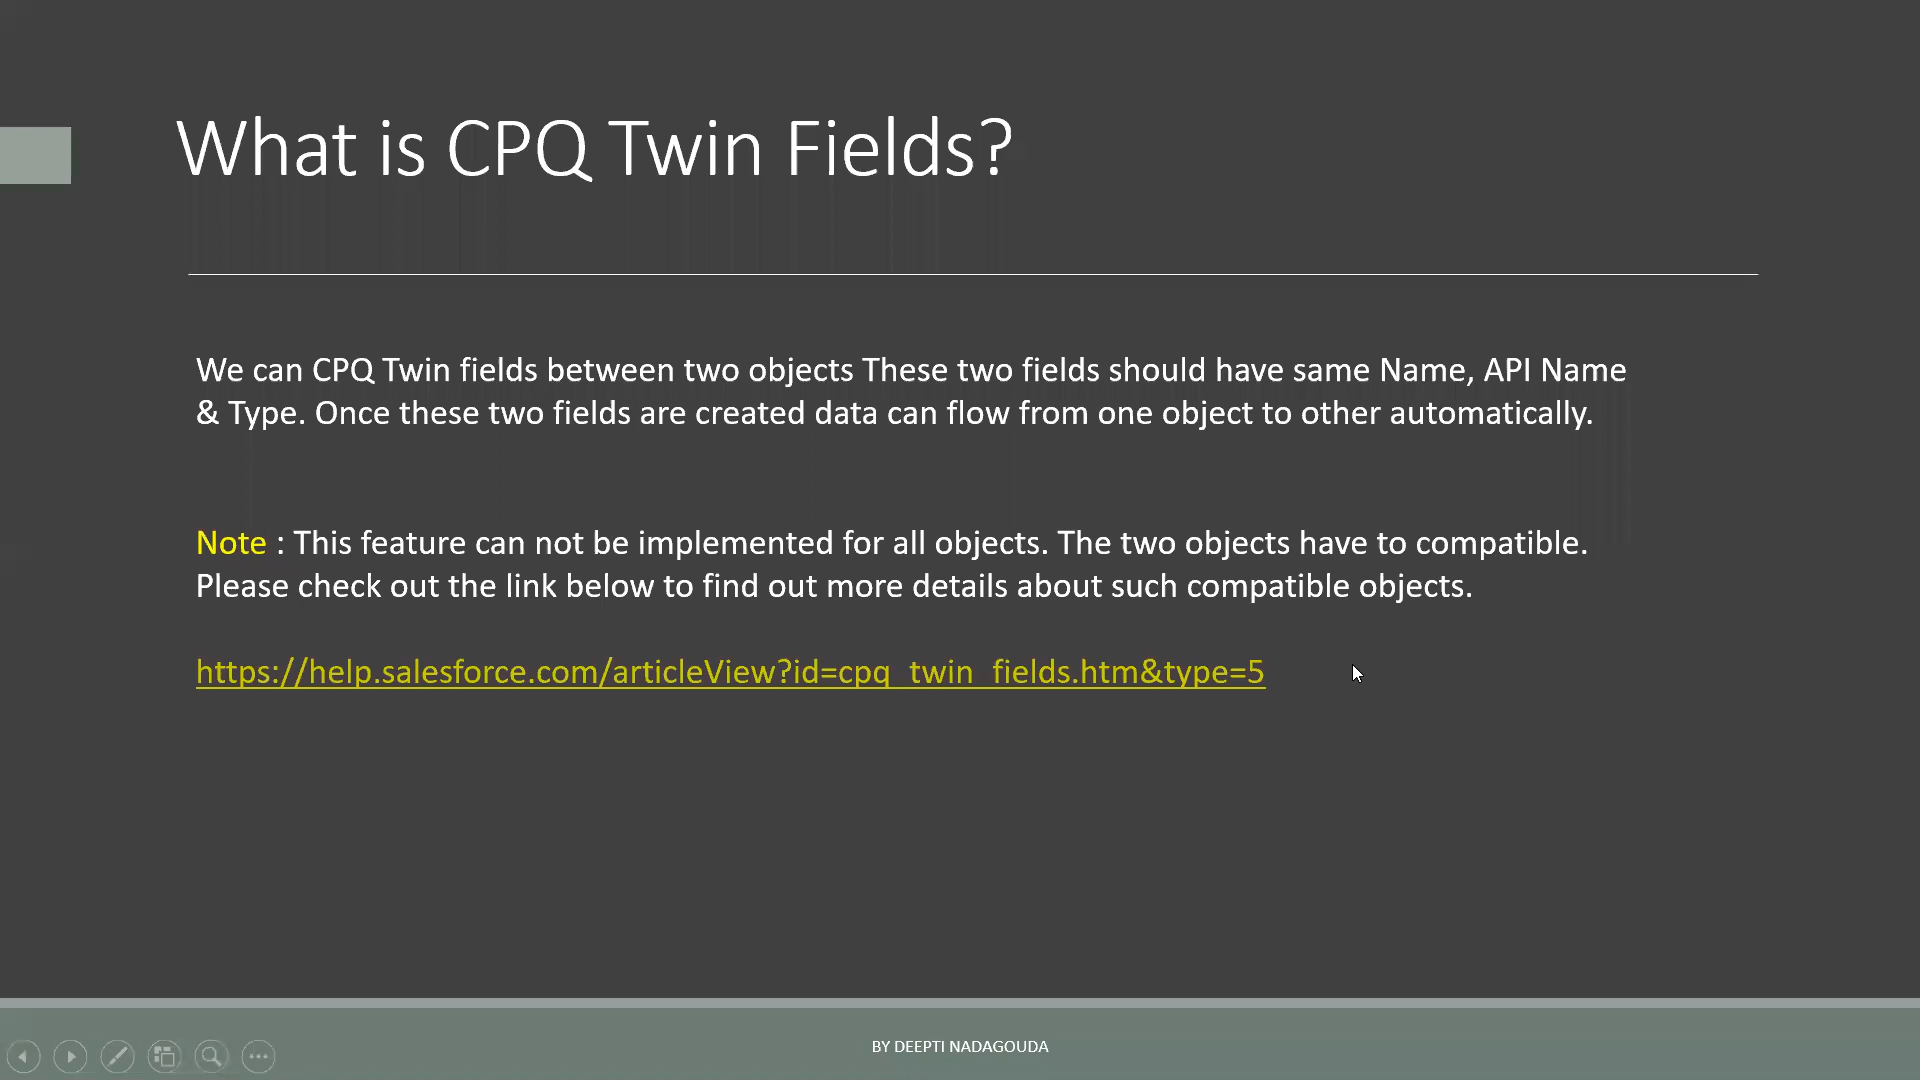 What is CPQ Twin Fields?
We can CPQ Twin fields between two objects These two fields should have same Name, API Name
& Type. Once these two fields are created data can flow from one object to other automatically.
Note : This feature can not be implemented for all objects. The two objects have to compatible.
Please check out the link below to find out more details about such compatible objects.
https://help.salesforce.com/articleView?id=cpq_twin_fields.htm&type=5
BY DEEPTI NADAGOUDA